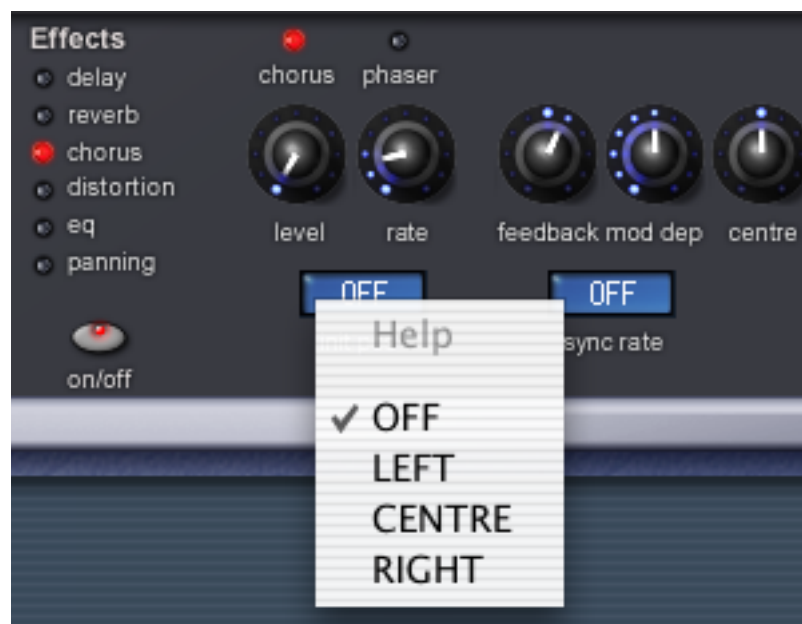 Effects
delay
reverb
chorus
distortion
eq
panning
on/off
chorus phaser
level rate feedback mod dep centre
OFF OFF
sync rate
Help
OFF
LEFT
CENTRE
RIGHT